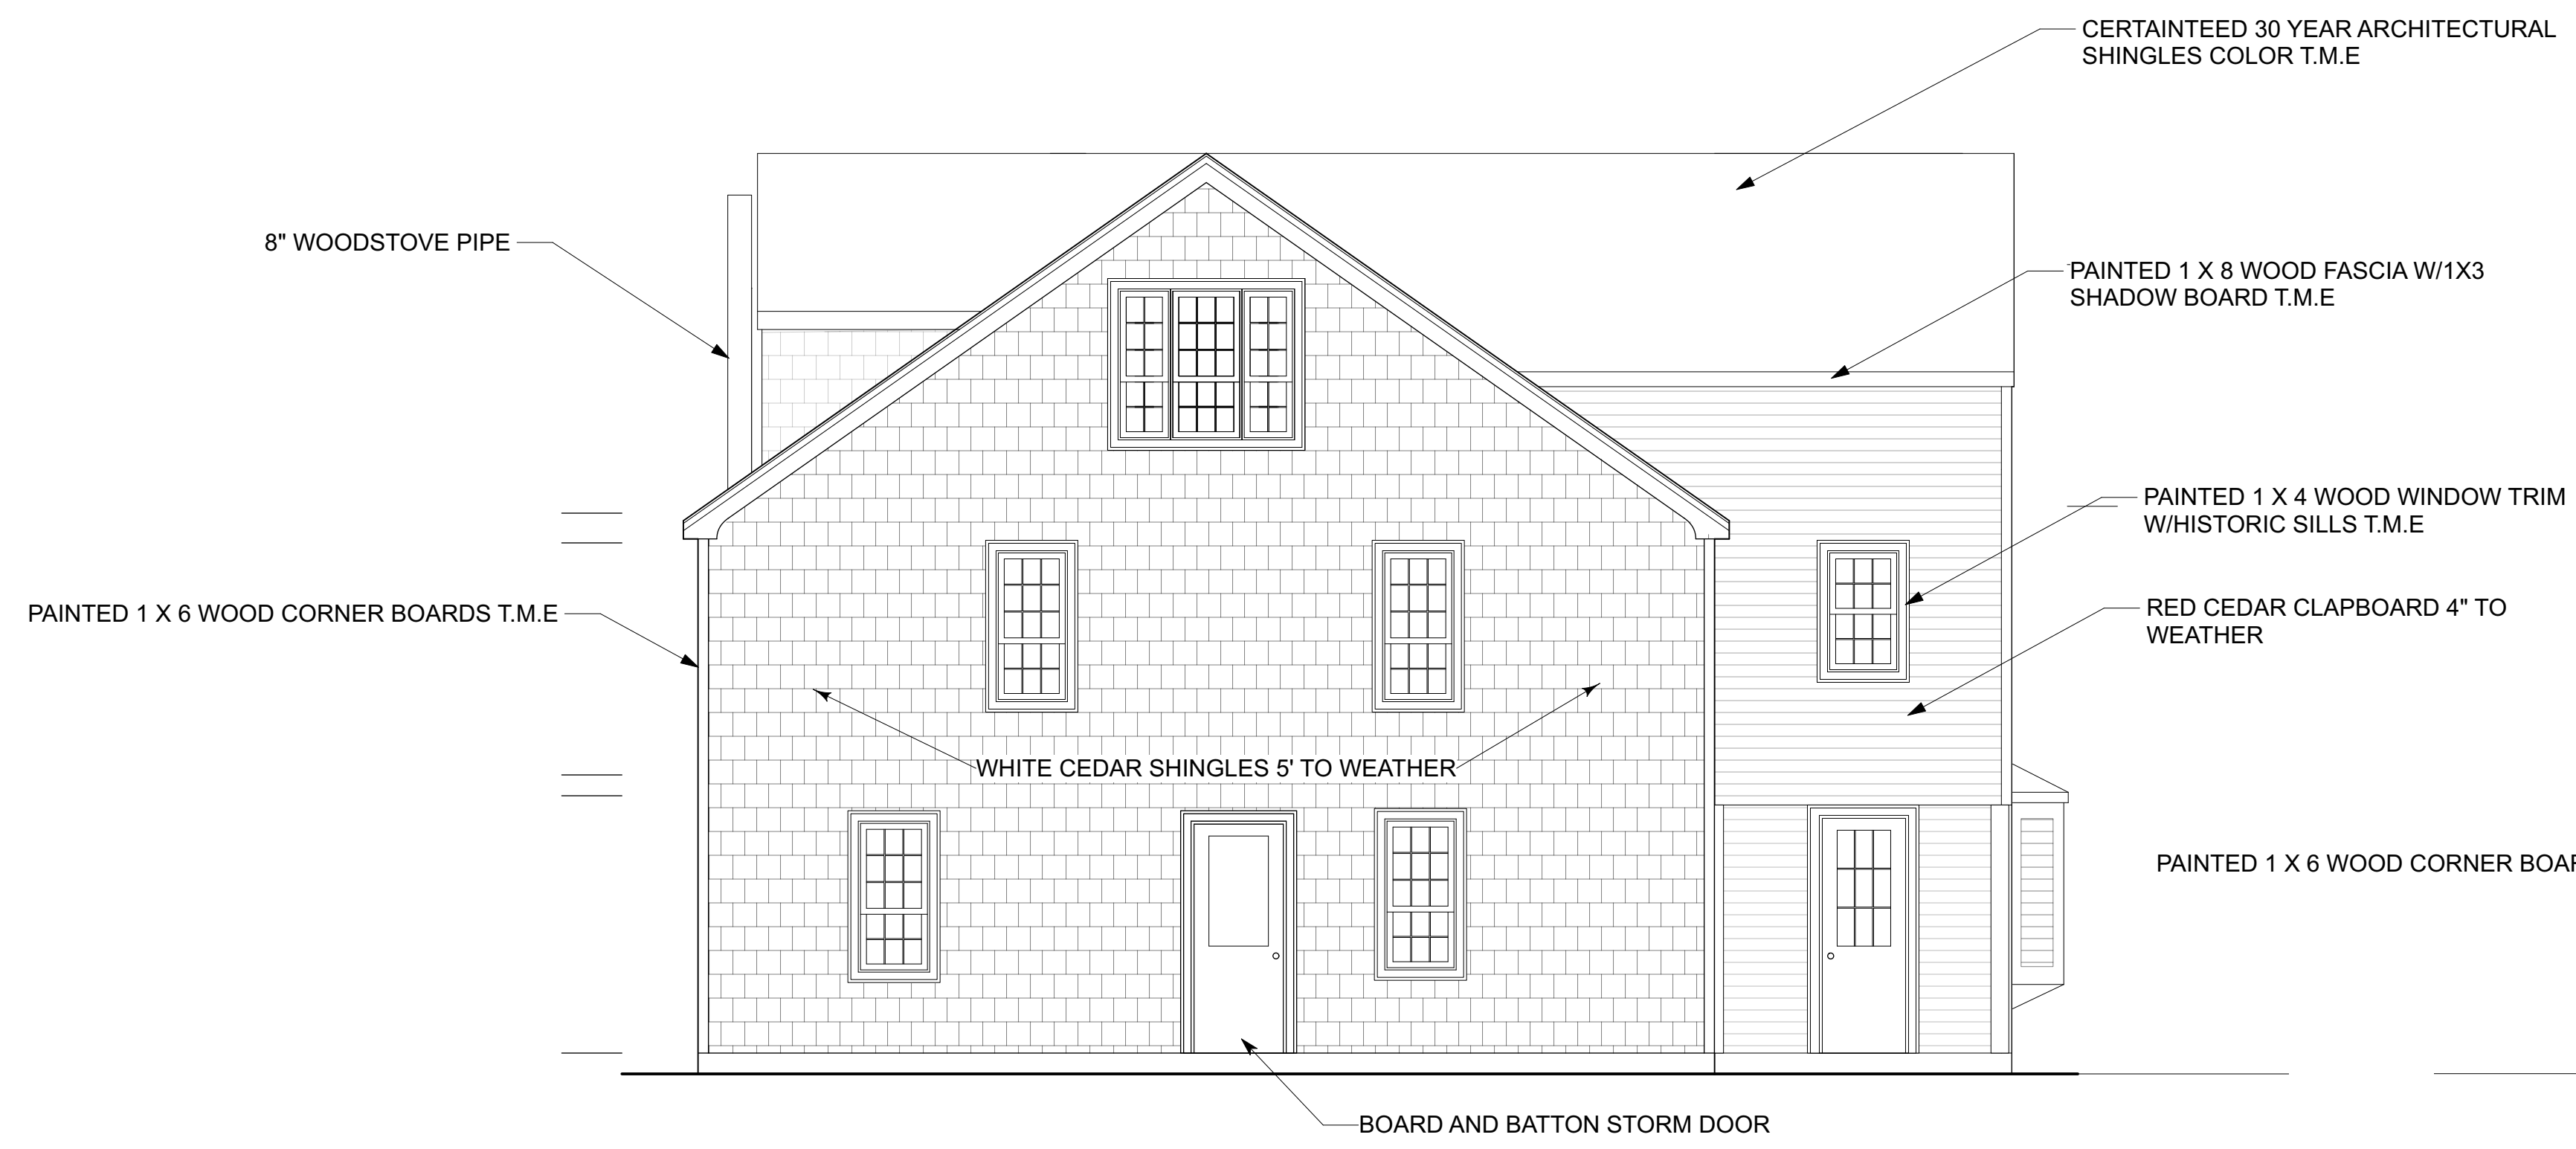 CERTAINTEED 30 YEAR ARCHITECTURAL
SHINGLES COLOR T.M.E
8" WOODSTOVE PIPE
PAINTED 1 X 8 WOOD FASCIA W/1X3
SHADOW BOARD T.M.E
PAINTED 1 X 4 WOOD WINDOW TRIM
W/HISTORIC SILLS T.M.E
PAINTED 1 X 6 WOOD CORNER BOARDS T.M.E
RED CEDAR CLAPBOARD 4" TO
WEATHER
WHITE CEDAR SHINGLES 5' TO WEATHER
PAINTED 1 X 6 WOOD CORNER
BOARD AND BATTON STORM DOOR